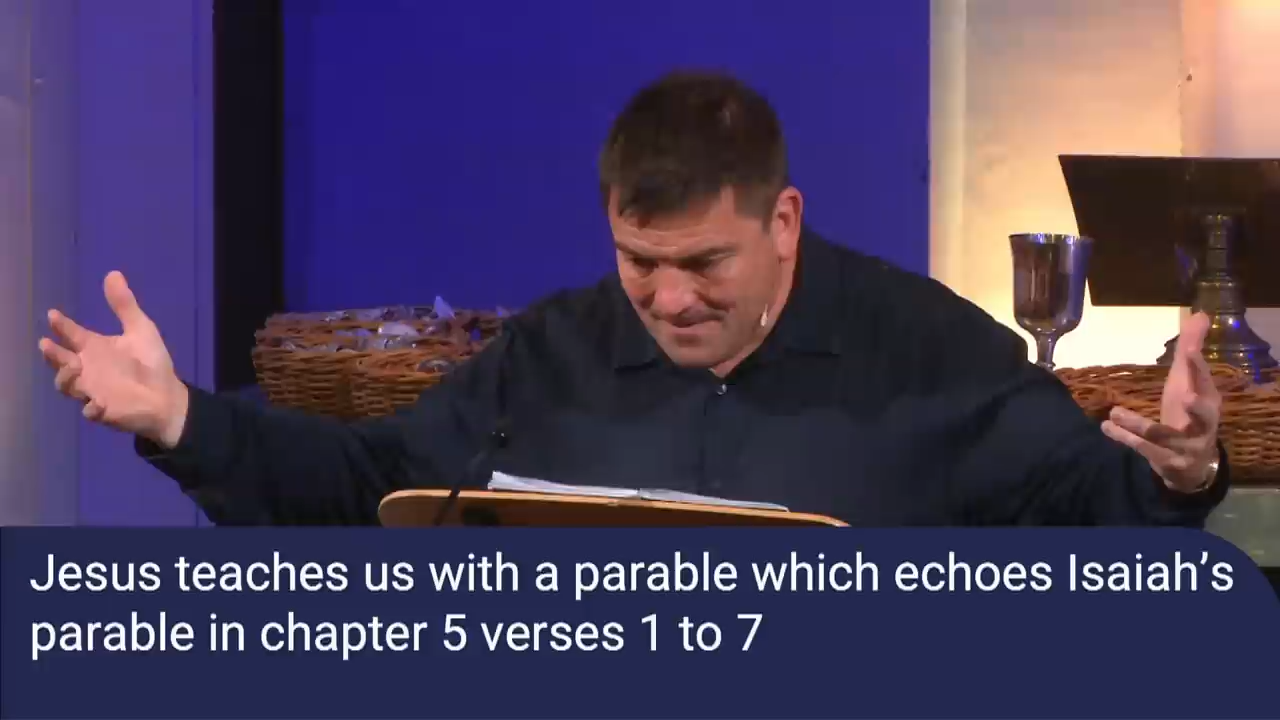 Jesus teaches us with a parable which echoes Isaiah’s
parable in chapter 5 verses 1 to 7